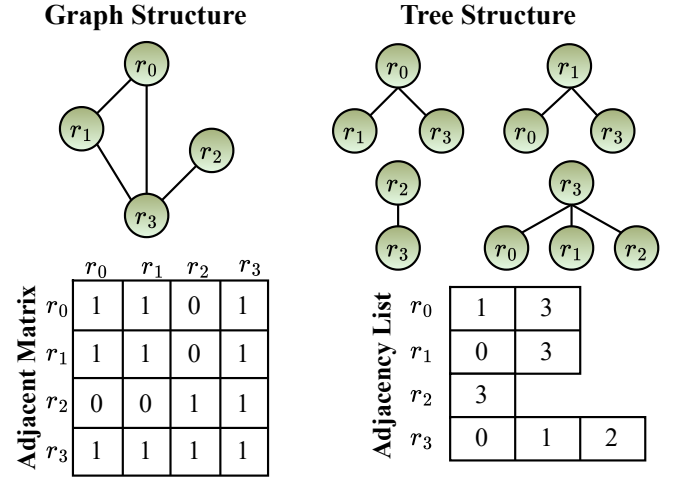 Graph Structure
r0
r1
r2
r3
Tree Structure
r0
r1
r3
r1
r0
r3
r2
r3
r3
r0
r1
r2
Adjacent Matrix
r0 r1 r2 r3
r0 1 1 0 1
r1 1 1 0 1
r2 0 0 1 1
r3 1 1 1 1
Adjacency List
r0 1 3
r1 0 3
r2 3
r3 0 1 2